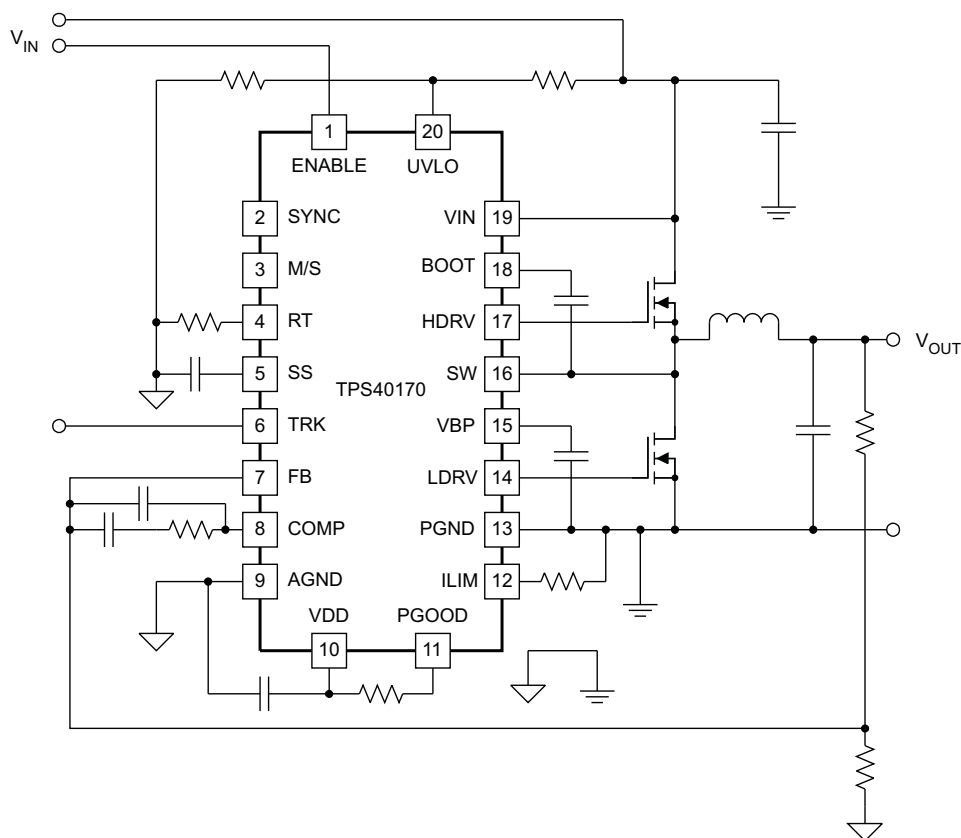 V_IN
1
20
ENABLE
UVLO
2 SYNC
VIN 19
3 M/S
BOOT 18
4 RT
HDRV 17
5 SS
SW 16
TPS40170
V_OUT
6 TRK
VBP 15
7 FB
LDRV 14
8 COMP
PGND 13
9 AGND
ILIM 12
VDD
PGOOD
10
11